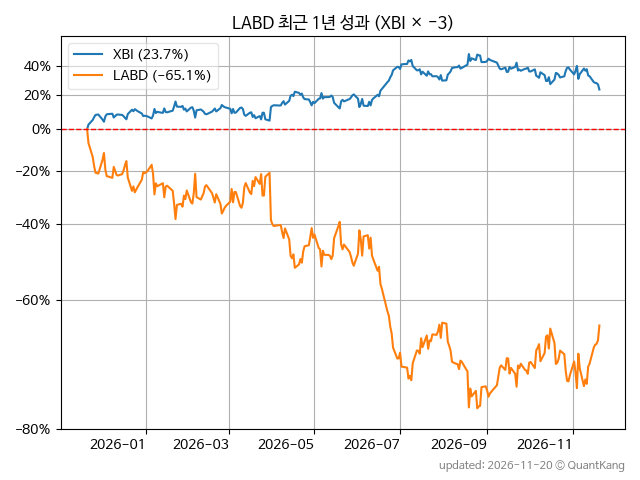 LABD 최근 1년 성과 (XBI × −3)
XBI (23.7%)
LABD (−65.1%)
40%
20%
0%
−20%
−40%
−60%
−80%
2026-01 2026-03 2026-05 2026-07 2026-09 2026-11
updated: 2026-11-20 © QuantKang